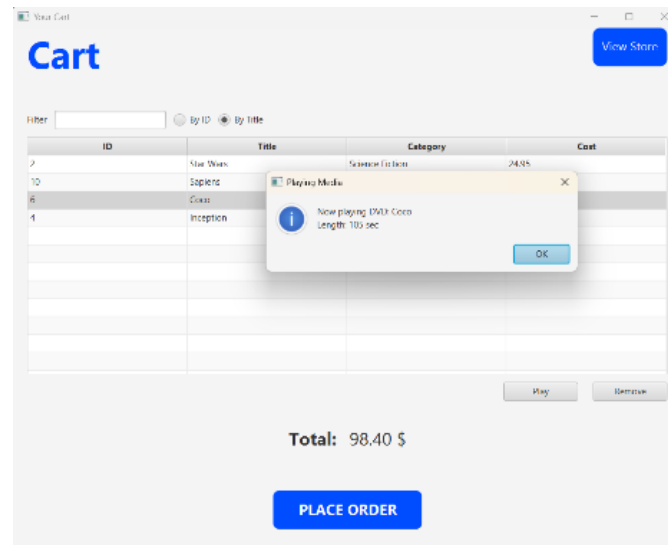 Your Cart
Cart
View Store
Filter
By ID
By Title
ID Title Category Cost
2 Star Wars Science Fiction 24.95
10 Sapiens
6 Coco
4 Inception
Playing Media
Now playing DVD: Coco
Length: 105 sec
OK
Play
Remove
Total: 98.40 $
PLACE ORDER